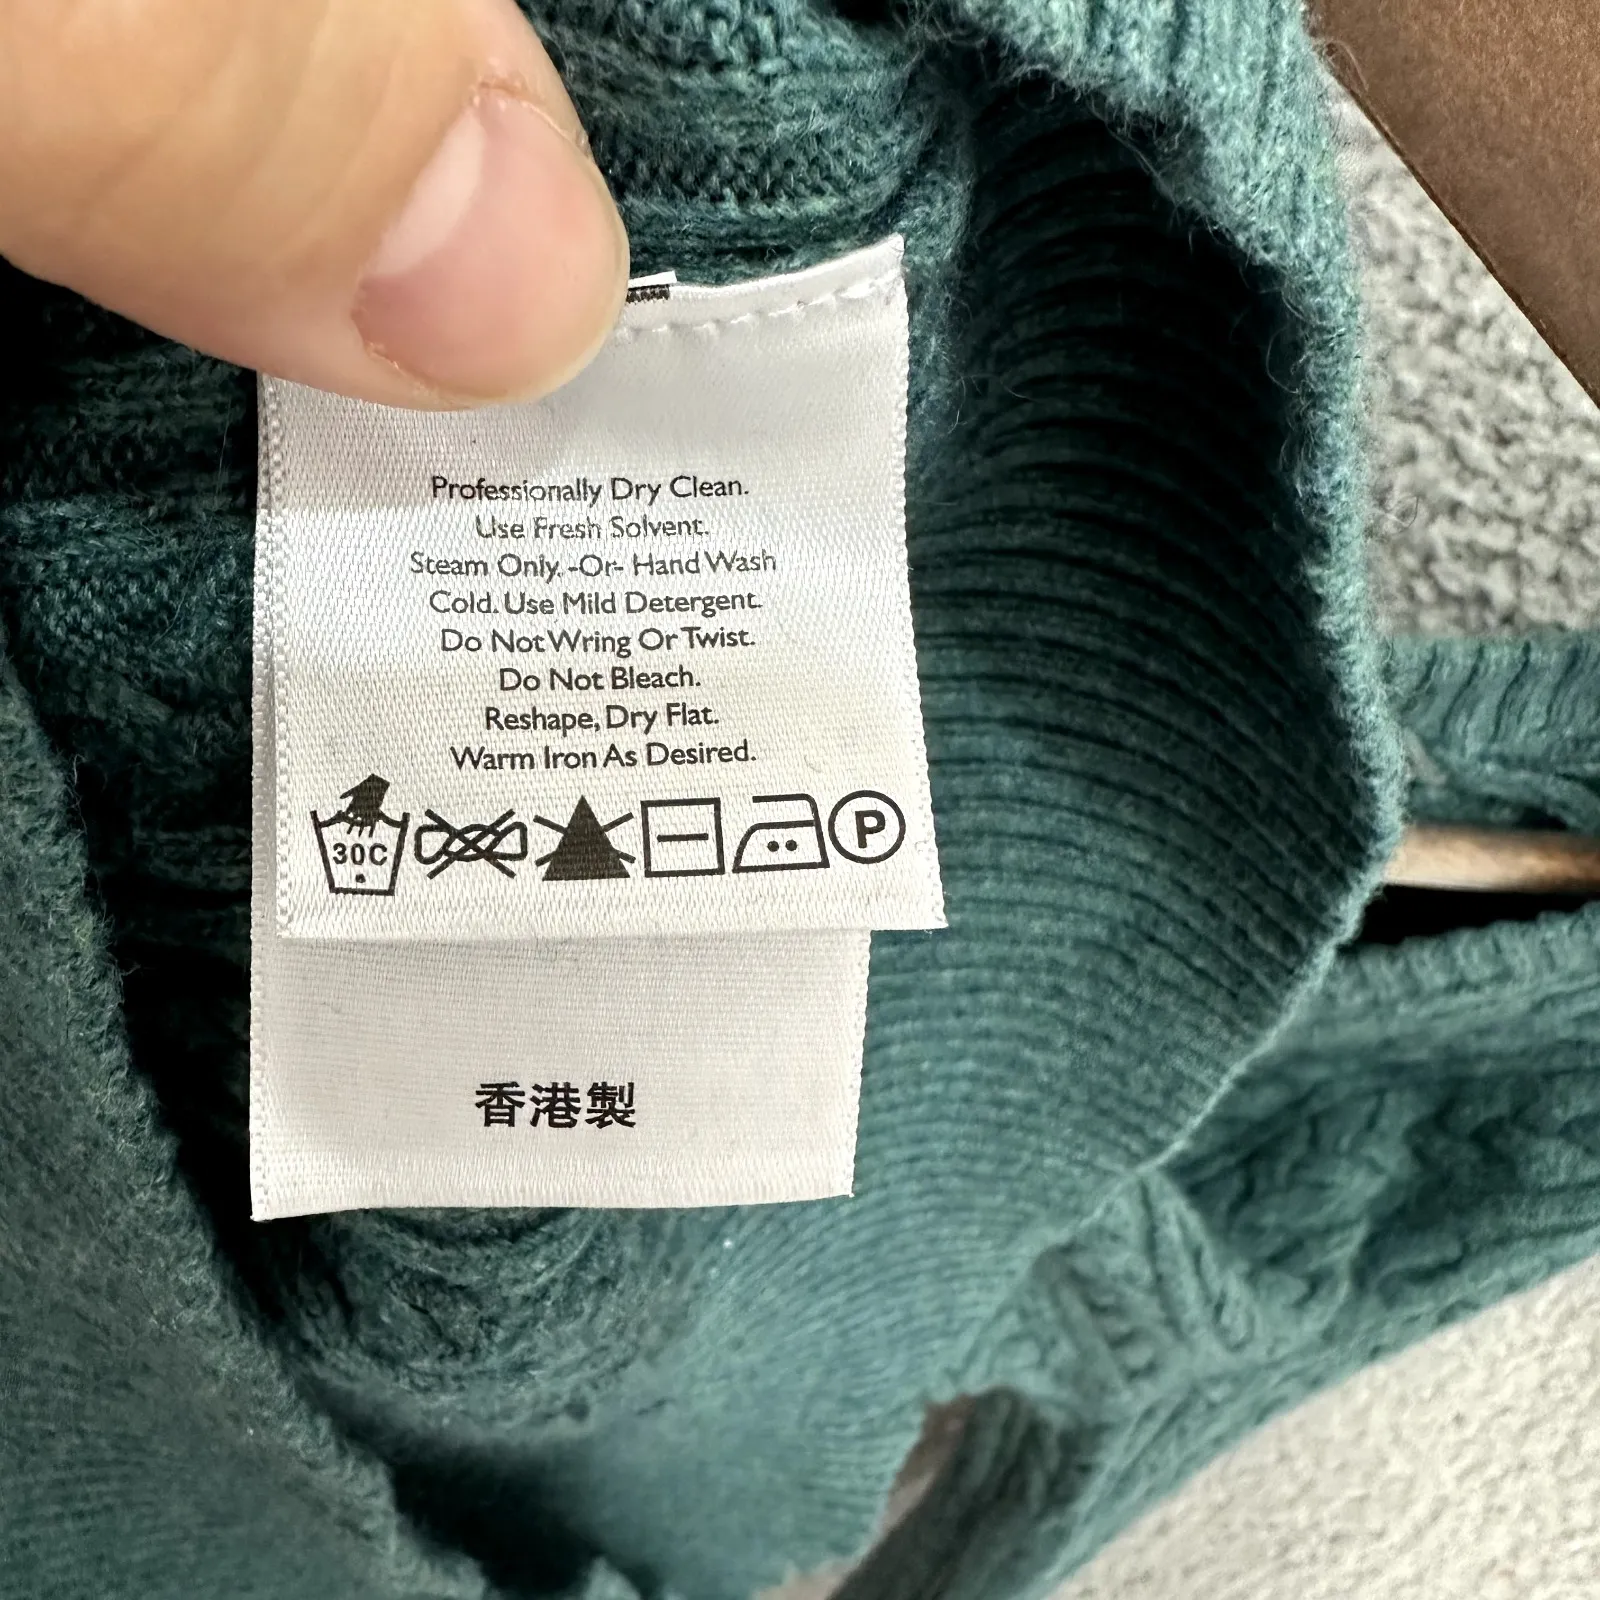 Professionally Dry Clean.
Use Fresh Solvent.
Steam Only. -Or- Hand Wash
Cold. Use Mild Detergent.
Do Not Wring Or Twist.
Do Not Bleach.
Reshape, Dry Flat.
Warm Iron As Desired.
30C
P
香港製